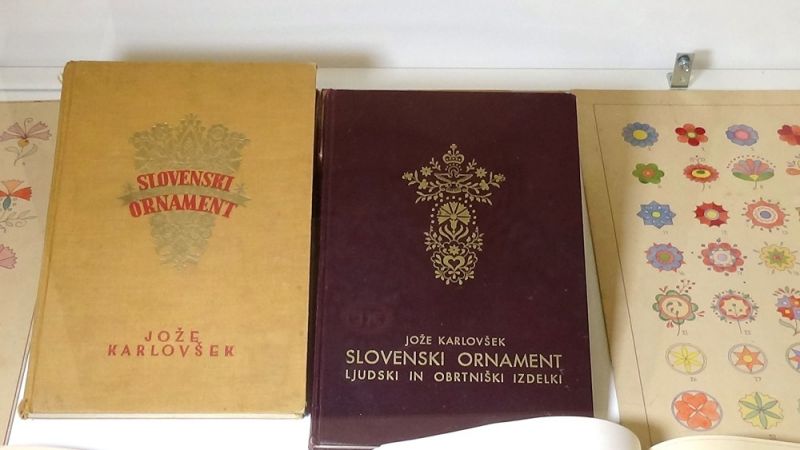 SLOVENSKI
ORNAMENT
JOŽE
KARLOVŠEK
JOŽE KARLOVŠEK
SLOVENSKI ORNAMENT
LJUDSKI IN OBRTNIŠKI IZDELKI